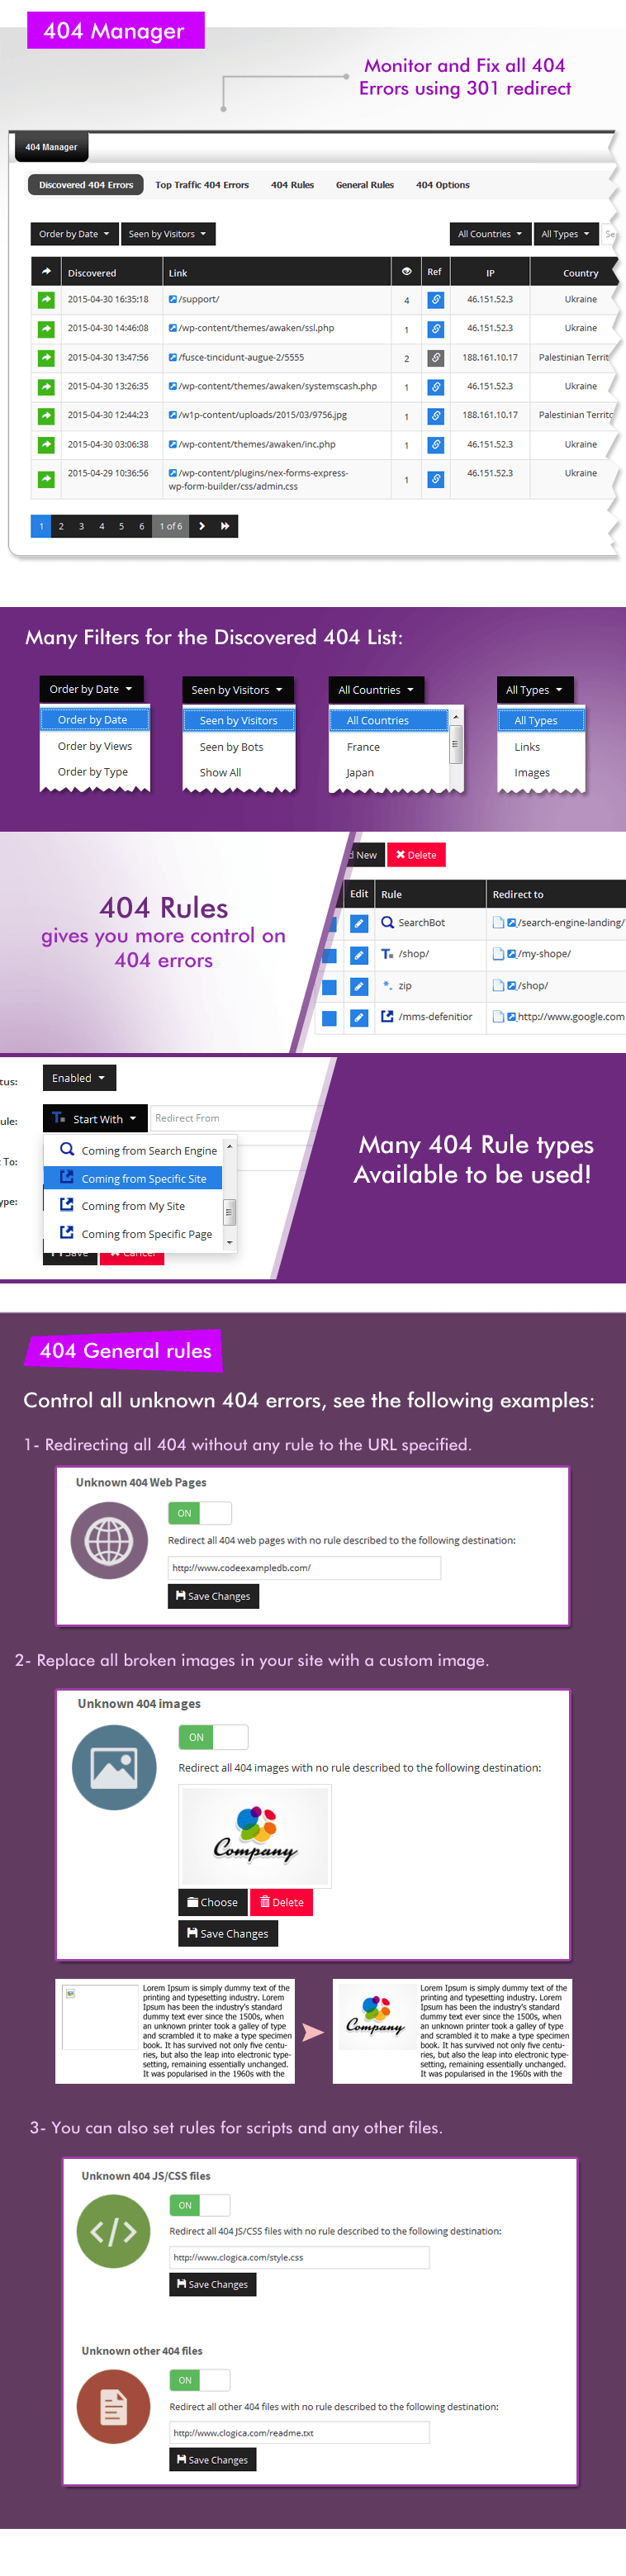 404 Manager
Monitor and Fix all 404
Errors using 301 redirect
404 Manager
Discovered 404 Errors Top Traffic 404 Errors 404 Rules General Rules 404 Options
Order by Date Seen by Visitors All Countries All Types Se
Discovered Link Ref IP Country
2015-04-30 16:35:18 /support/ 4 46.151.52.3 Ukraine
2015-04-30 14:46:08 /wp-content/themes/awaken/ssl.php 1 46.151.52.3 Ukraine
2015-04-30 13:47:56 /fusce-tincidunt-augue-2/5555 2 188.161.10.17 Palestinian Territo
2015-04-30 13:26:35 /wp-content/themes/awaken/systemscash.php 1 46.151.52.3 Ukraine
2015-04-30 12:44:23 /w1p-content/uploads/2015/03/9756.jpg 1 188.161.10.17 Palestinian Territo
2015-04-30 03:06:38 /wp-content/themes/awaken/inc.php 1 46.151.52.3 Ukraine
2015-04-29 10:36:56 /wp-content/plugins/nex-forms-express- 1 46.151.52.3 Ukraine
wp-form-builder/css/admin.css
1 2 3 4 5 6 1 of 6
Many Filters for the Discovered 404 List:
Order by Date Seen by Visitors All Countries All Types
Order by Date Seen by Visitors All Countries All Types
Order by Views Seen by Bots France Links
Order by Type Show All Japan Images
404 Rules
gives you more control on
404 errors
d New Delete
Edit Rule Redirect to
SearchBot /search-engine-landing/
/shop/ /my-shope/
zip /shop/
/mms-defenitior http://www.google.com
tus: Enabled
ule: Start With Redirect From
t To: Coming from Search Engine
Coming from Specific Site
ype: Coming from My Site
Coming from Specific Page
Save Cancel
Many 404 Rule types
Available to be used!
404 General rules
Control all unknown 404 errors, see the following examples:
1- Redirecting all 404 without any rule to the URL specified.
Unknown 404 Web Pages
ON
Redirect all 404 web pages with no rule described to the following destination:
http://www.codeexampledb.com/
Save Changes
2- Replace all broken images in your site with a custom image.
Unknown 404 images
ON
Redirect all 404 images with no rule described to the following destination:
Company
Choose Delete
Save Changes
Lorem Ipsum is simply dummy text of the
printing and typesetting industry. Lorem
Ipsum has been the industry's standard
dummy text ever since the 1500s, when
an unknown printer took a galley of type
and scrambled it to make a type specimen
book. It has survived not only five centu-
ries, but also the leap into electronic type-
setting, remaining essentially unchanged.
It was popularised in the 1960s with the
Company
Lorem Ipsum is simply dummy text of the
printing and typesetting industry. Lorem
Ipsum has been the industry's standard
dummy text ever since the 1500s, when
an unknown printer took a galley of type
and scrambled it to make a type specimen
book. It has survived not only five centu-
ries, but also the leap into electronic type-
setting, remaining essentially unchanged.
It was popularised in the 1960s with the
3- You can also set rules for scripts and any other files.
Unknown 404 JS/CSS files
ON
Redirect all 404 JS/CSS files with no rule described to the following destination:
http://www.clogica.com/style.css
Save Changes
Unknown other 404 files
ON
Redirect all other 404 files with no rule described to the following destination:
http://www.clogica.com/readme.txt
Save Changes